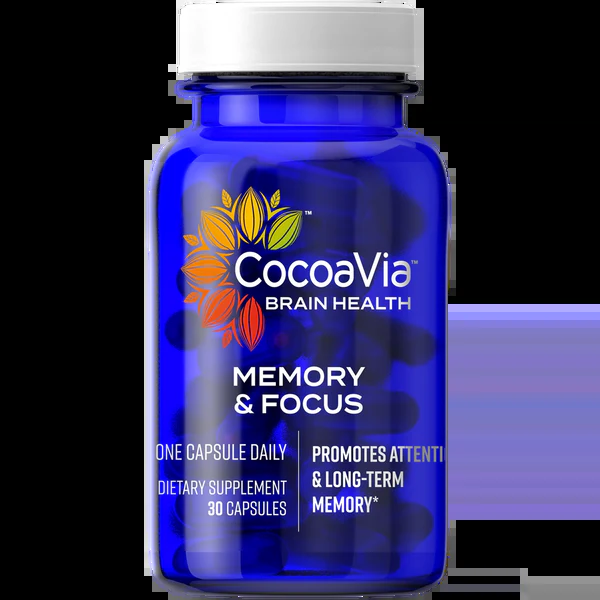 CocoaVia™
BRAIN HEALTH
MEMORY
& FOCUS
ONE CAPSULE DAILY
DIETARY SUPPLEMENT
30 CAPSULES
PROMOTES ATTENTI
& LONG-TERM
MEMORY*